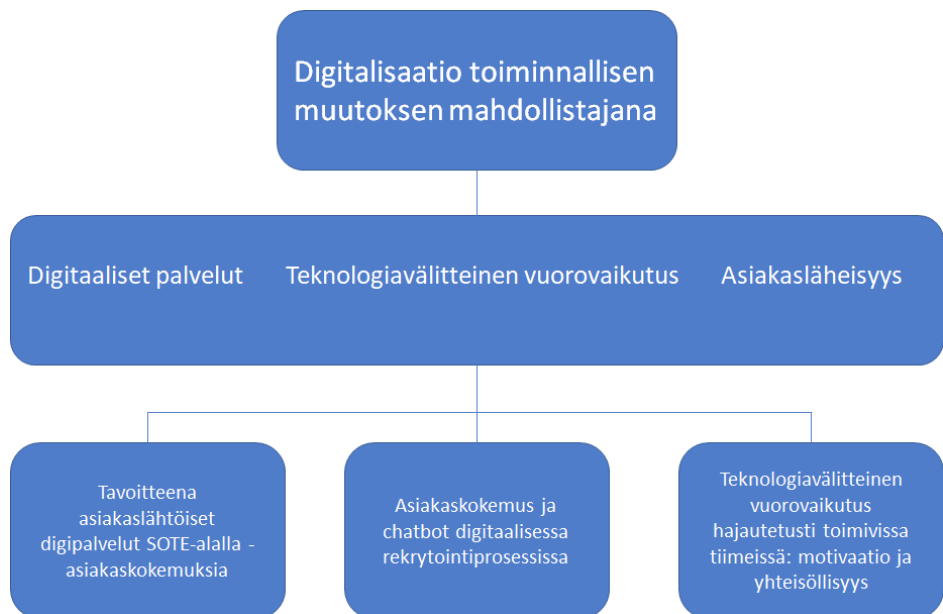 Digitalisaatio toiminnallisen
muutoksen mahdollistajana
Digitaaliset palvelut Teknologiavälitteinen vuorovaikutus Asiakasläheisyys
Tavoitteena
asiakaslähtöiset
digipalvelut SOTE-alalla -
asiakaskokemuksia
Asiakaskokemus ja
chatbot digitaalisessa
rekrytointiprosessissa
Teknologiavälitteinen
vuorovaikutus
hajautetusti toimivissa
tiimeissä: motivaatio ja
yhteisöllisyys